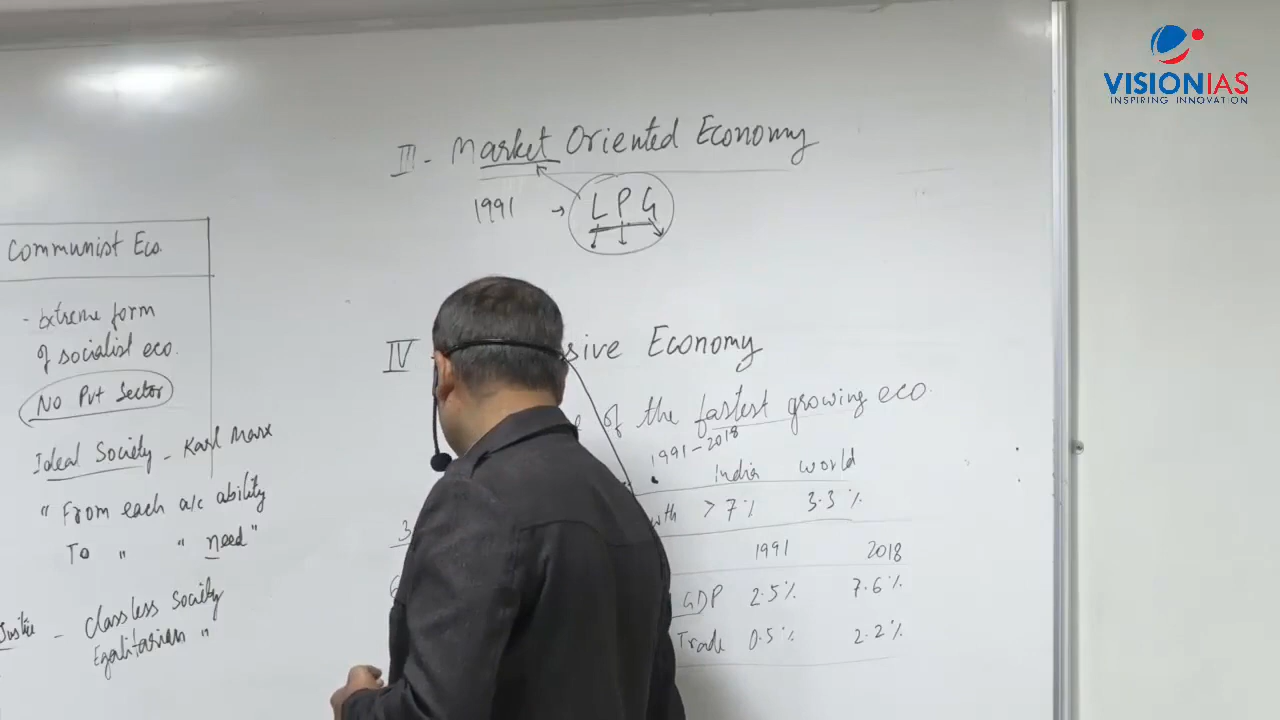 VISIONIAS
INSPIRING INNOVATION
III - Market Oriented Economy
1991 → LPG
Communist Eco.
- Extreme form
of socialist eco.
No Pvt Sector
Ideal Society - Karl Marx
"From each a/c ability
To " " need"
Justice - classless Society
Egalitarian "
IV
sive Economy
of the fastest growing eco.
1991-2018
India World
wth > 7% 3.3%
1991 2018
GDP 2.5% 7.6%
Trade 0.5% 2.2%
3